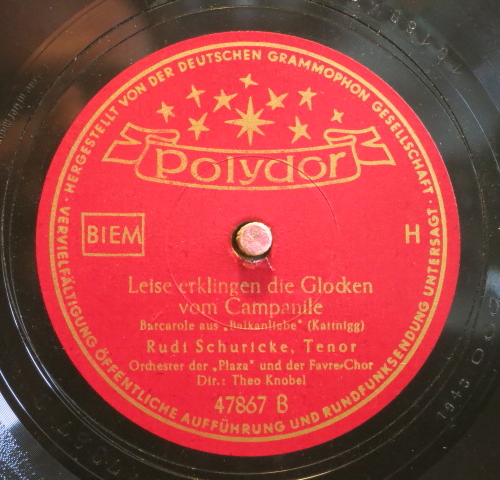 · HERGESTELLT VON DER DEUTSCHEN GRAMMOPHON GESELLSCHAFT ·
Polydor
BIEM
H
Leise erklingen die Glocken
vom Campanile
Barcarole aus „Balkanliebe" (Kattnigg)
Rudi Schuricke, Tenor
Orchester der „Plaza" und der Favre-Chor
Dir.: Theo Knobel
47867 B
VERVIELFÄLTIGUNG ÖFFENTLICHE AUFFÜHRUNG UND RUNDFUNKSENDUNG UNTERSAGT